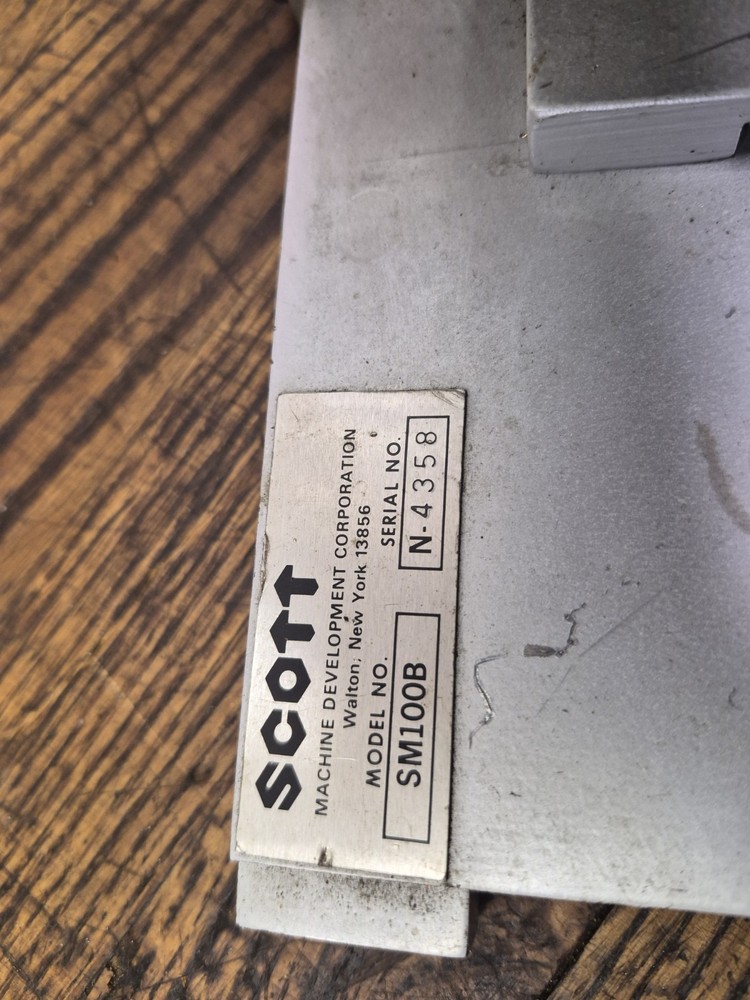 SCOTT
MACHINE DEVELOPMENT CORPORATION
Walton, New York 13856
MODEL NO. SERIAL NO.
SM100B N-4358